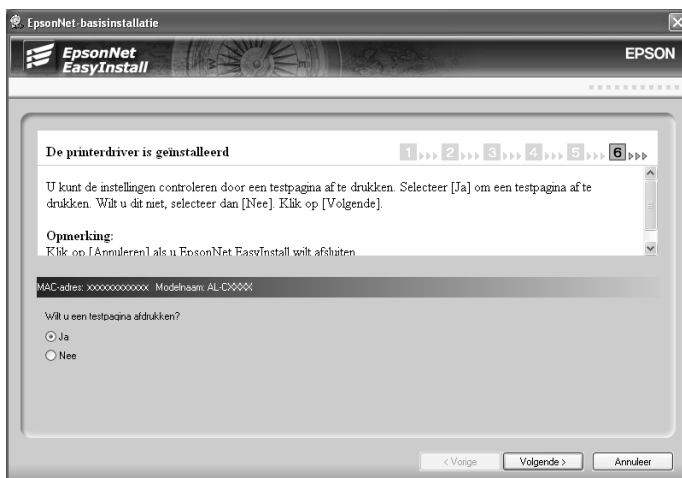 EpsonNet-basisinstallatie
EpsonNet
EasyInstall
EPSON
De printerdriver is geïnstalleerd
1 2 3 4 5 6
U kunt de instellingen controleren door een testpagina af te drukken. Selecteer [Ja] om een testpagina af te
drukken. Wilt u dit niet, selecteer dan [Nee]. Klik op [Volgende].
Opmerking:
Klik op [Annuleren] als u EpsonNet EasyInstall wilt afsluiten
MAC-adres: xxxxxxxxxxxx Modelnaam: AL-CXXXX
Wilt u een testpagina afdrukken?
Ja
Nee
< Vorige
Volgende >
Annuleer